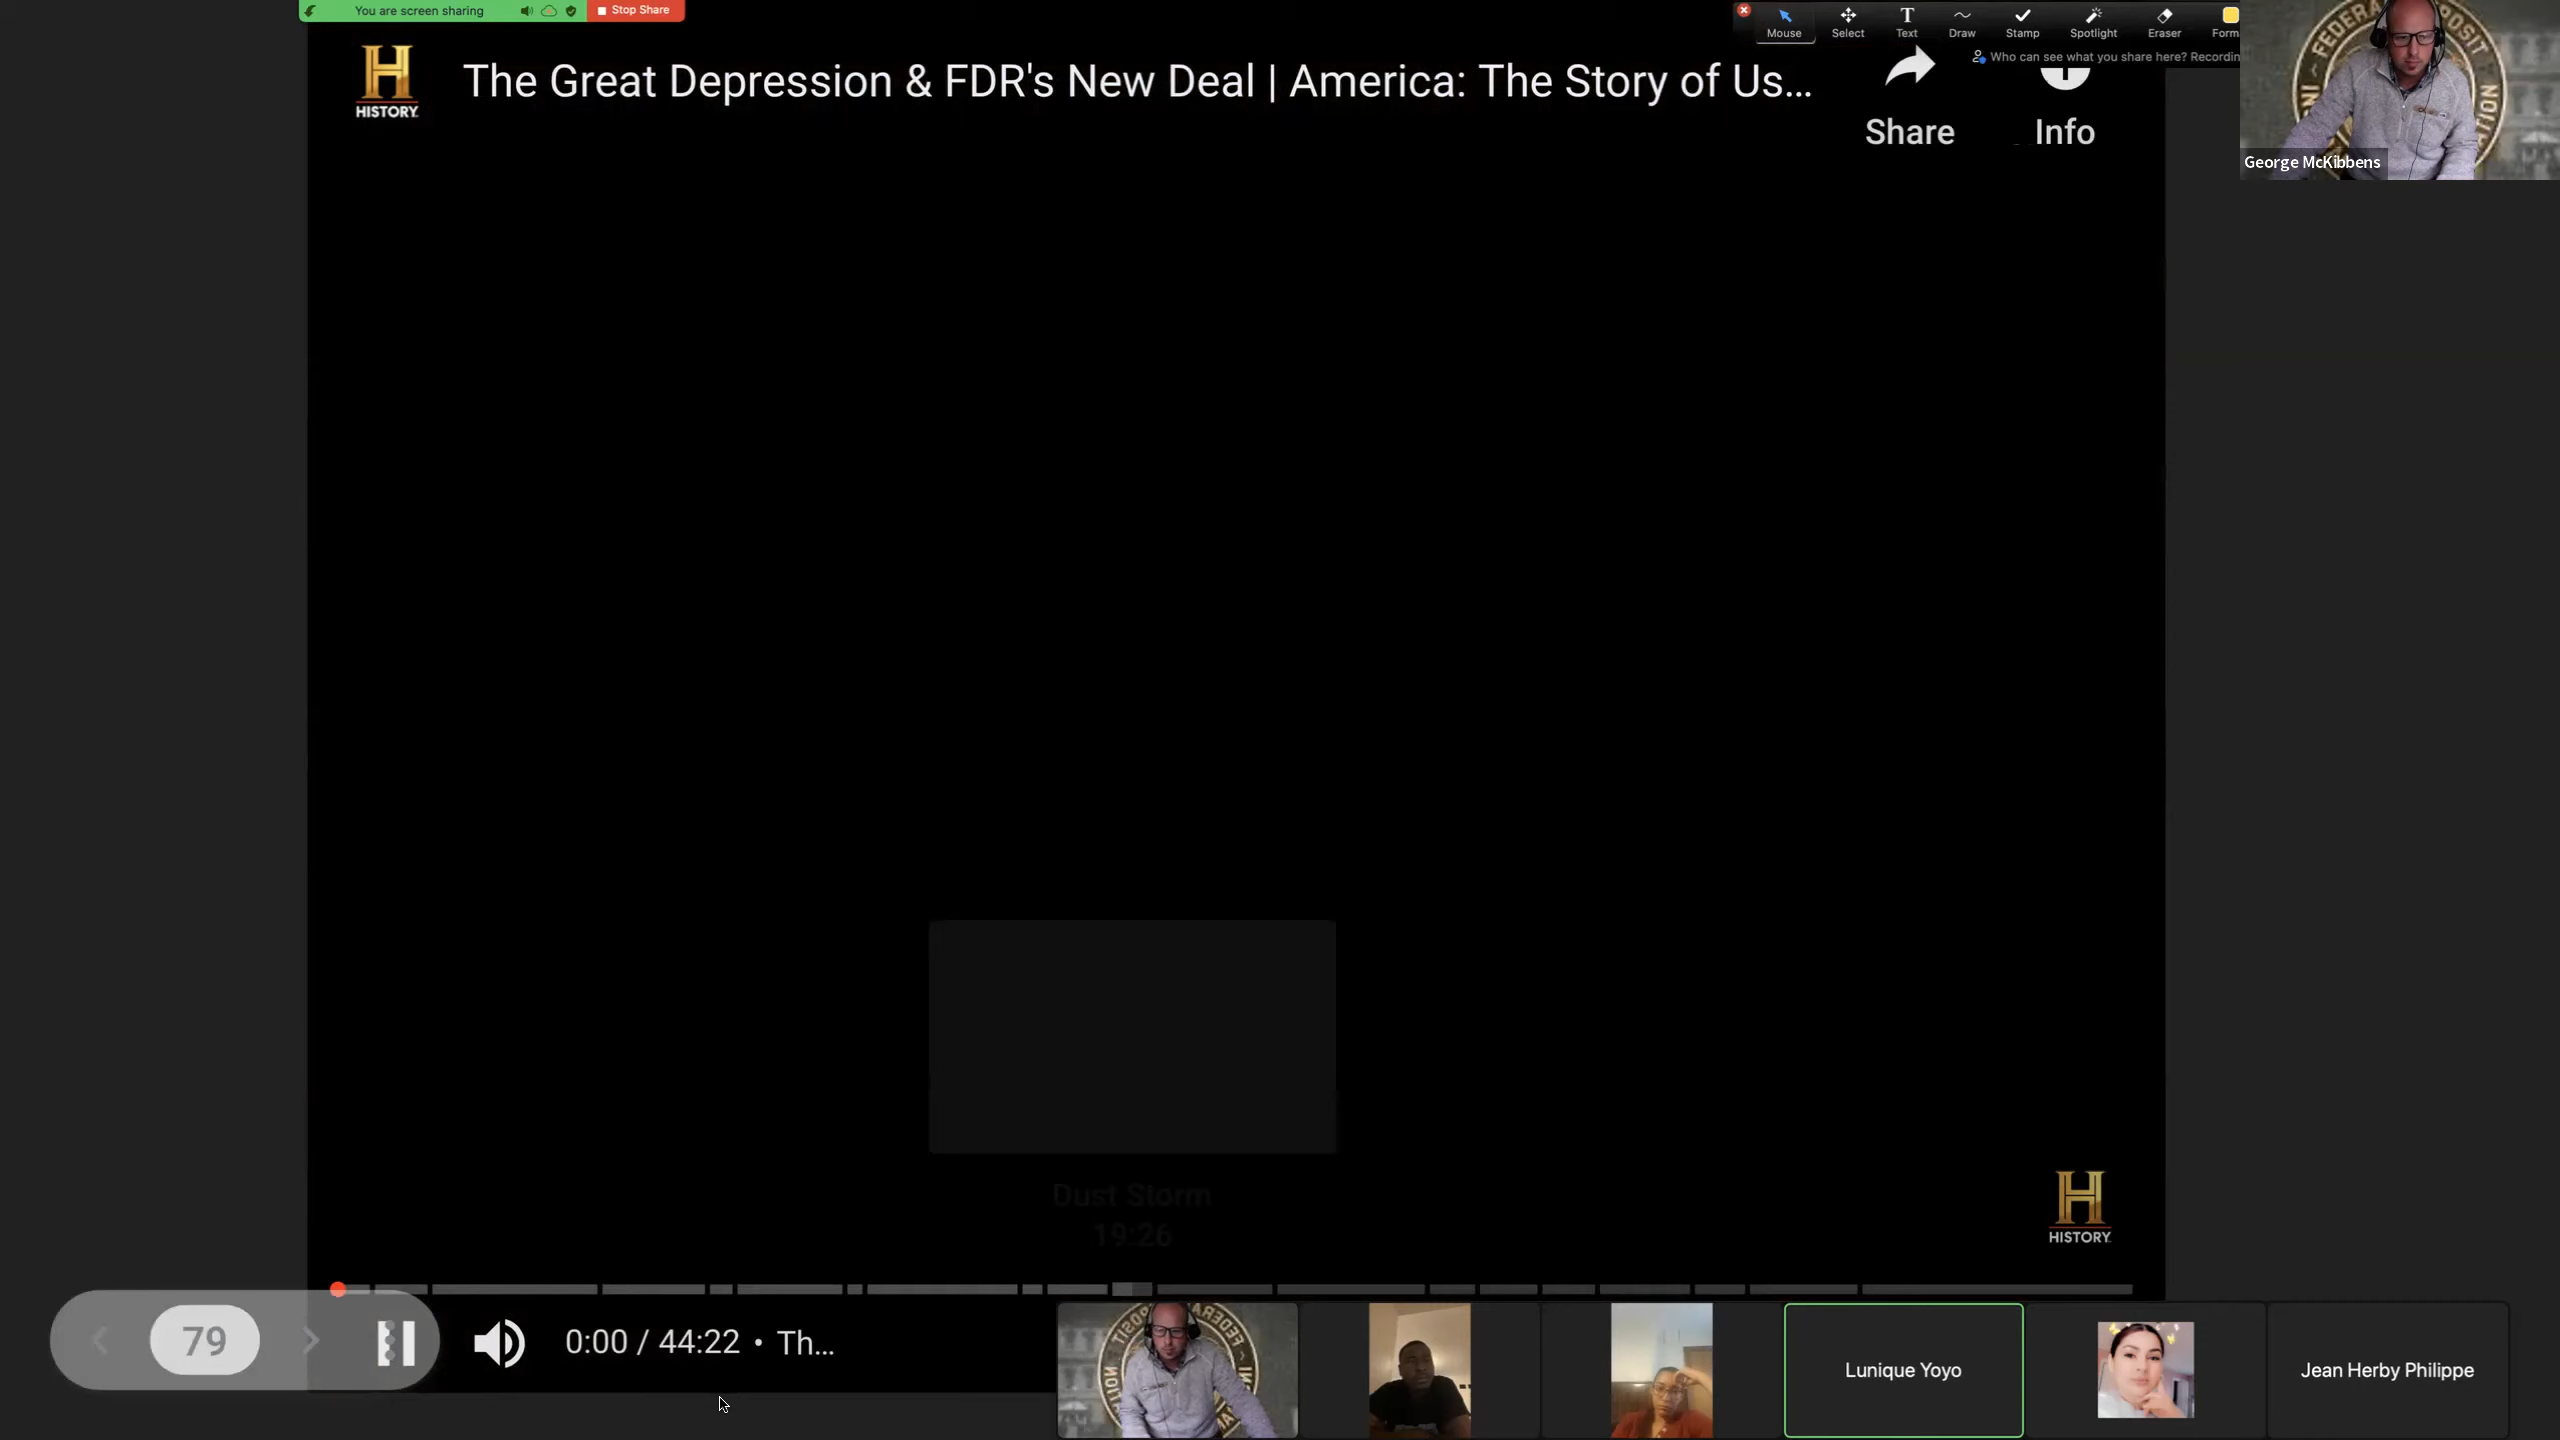 You are screen sharing
Stop Share
Mouse
Select
Text
Draw
Stamp
Spotlight
Eraser
Form
Who can see what you share here? Recordin
H
HISTORY
The Great Depression & FDR's New Deal | America: The Story of Us...
Share
Info
FEDERA
POSIT
George McKibbens
Dust Storm
19:26
H
HISTORY
79
0:00 / 44:22 • Th...
Lunique Yoyo
Jean Herby Philippe